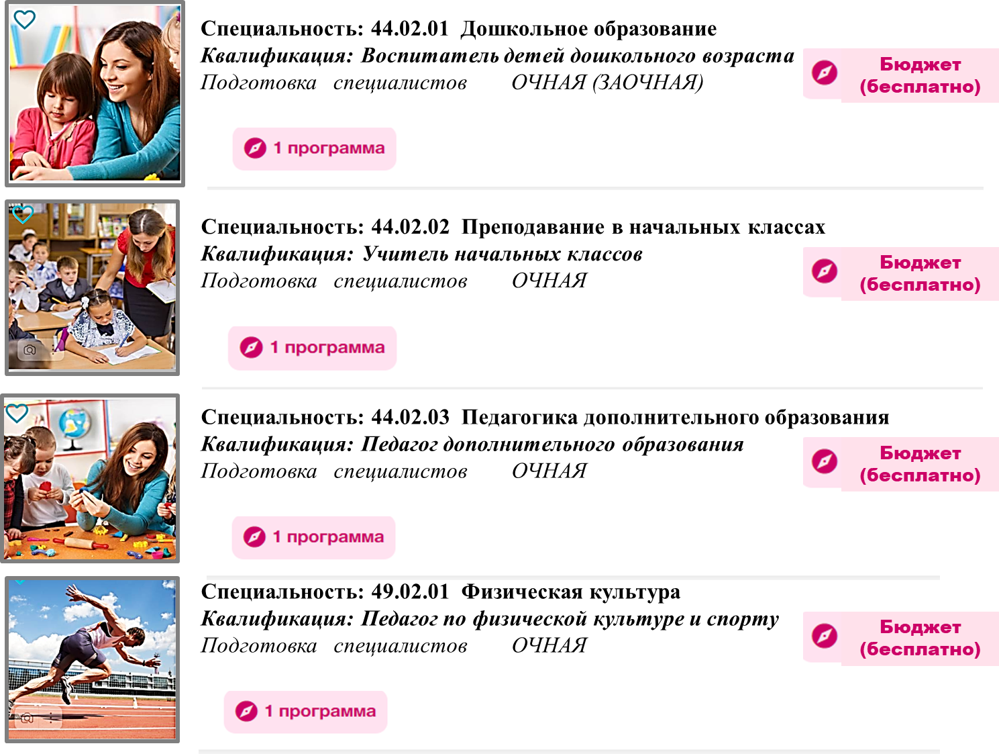 Специальность: 44.02.01 Дошкольное образование
Квалификация: Воспитатель детей дошкольного возраста
Подготовка специалистов ОЧНАЯ (ЗАОЧНАЯ)
Бюджет
(бесплатно)
1 программа
Специальность: 44.02.02 Преподавание в начальных классах
Квалификация: Учитель начальных классов
Подготовка специалистов ОЧНАЯ
Бюджет
(бесплатно)
1 программа
Специальность: 44.02.03 Педагогика дополнительного образования
Квалификация: Педагог дополнительного образования
Подготовка специалистов ОЧНАЯ
Бюджет
(бесплатно)
1 программа
Специальность: 49.02.01 Физическая культура
Квалификация: Педагог по физической культуре и спорту
Подготовка специалистов ОЧНАЯ
Бюджет
(бесплатно)
1 программа